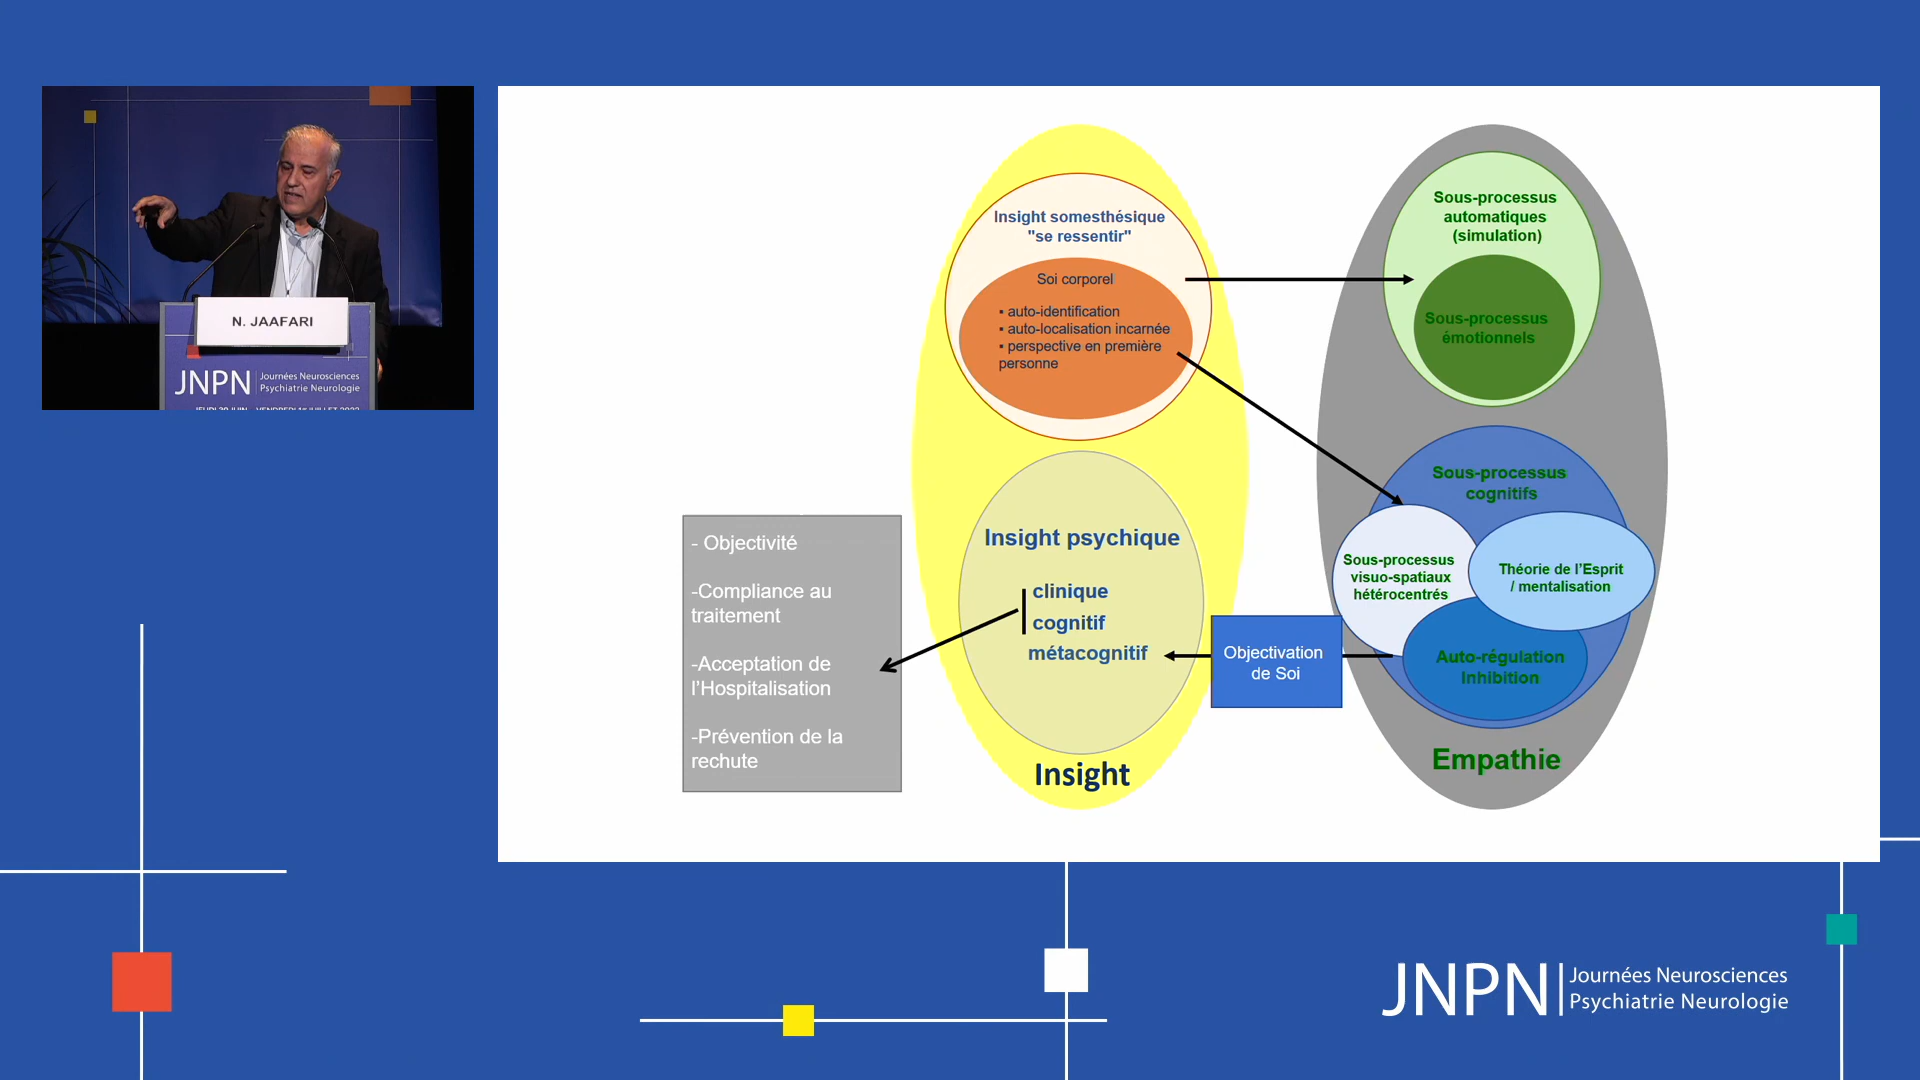 N. JAAFARI
JNPN
Journées Neurosciences
Psychiatrie Neurologie
Insight somesthésique
"se ressentir"
Soi corporel
▪ auto-identification
▪ auto-localisation incarnée
▪ perspective en première
personne
Insight psychique
clinique
cognitif
métacognitif
Insight
- Objectivité
-Compliance au
traitement
-Acceptation de
l'Hospitalisation
-Prévention de la
rechute
Objectivation
de Soi
Sous-processus
automatiques
(simulation)
Sous-processus
émotionnels
Sous-processus
cognitifs
Sous-processus
visuo-spatiaux
hétérocentrés
Théorie de l'Esprit
/ mentalisation
Auto-régulation
Inhibition
Empathie
JNPN
Journées Neurosciences
Psychiatrie Neurologie